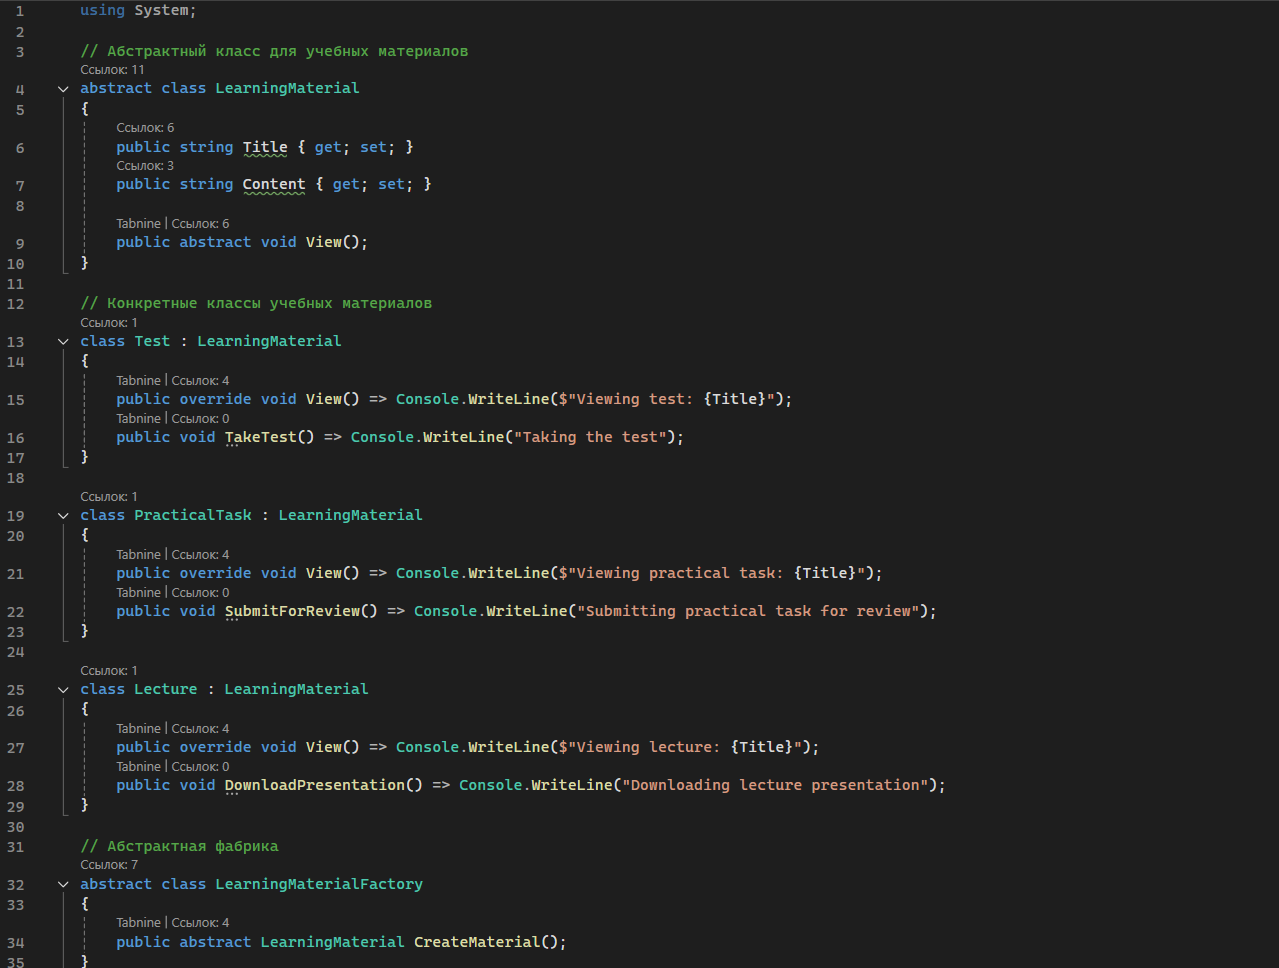 1 using System;
2
3 // Абстрактный класс для учебных материалов
Ссылок: 11
4 abstract class LearningMaterial
5 {
Ссылок: 6
6 public string Title { get; set; }
Ссылок: 3
7 public string Content { get; set; }
8
Tabnine | Ссылок: 6
9 public abstract void View();
10 }
11
12 // Конкретные классы учебных материалов
Ссылок: 1
13 class Test : LearningMaterial
14 {
Tabnine | Ссылок: 4
15 public override void View() => Console.WriteLine($"Viewing test: {Title}");
Tabnine | Ссылок: 0
16 public void TakeTest() => Console.WriteLine("Taking the test");
17 }
18
Ссылок: 1
19 class PracticalTask : LearningMaterial
20 {
Tabnine | Ссылок: 4
21 public override void View() => Console.WriteLine($"Viewing practical task: {Title}");
Tabnine | Ссылок: 0
22 public void SubmitForReview() => Console.WriteLine("Submitting practical task for review");
23 }
24
Ссылок: 1
25 class Lecture : LearningMaterial
26 {
Tabnine | Ссылок: 4
27 public override void View() => Console.WriteLine($"Viewing lecture: {Title}");
Tabnine | Ссылок: 0
28 public void DownloadPresentation() => Console.WriteLine("Downloading lecture presentation");
29 }
30
31 // Абстрактная фабрика
Ссылок: 7
32 abstract class LearningMaterialFactory
33 {
Tabnine | Ссылок: 4
34 public abstract LearningMaterial CreateMaterial();
35 }